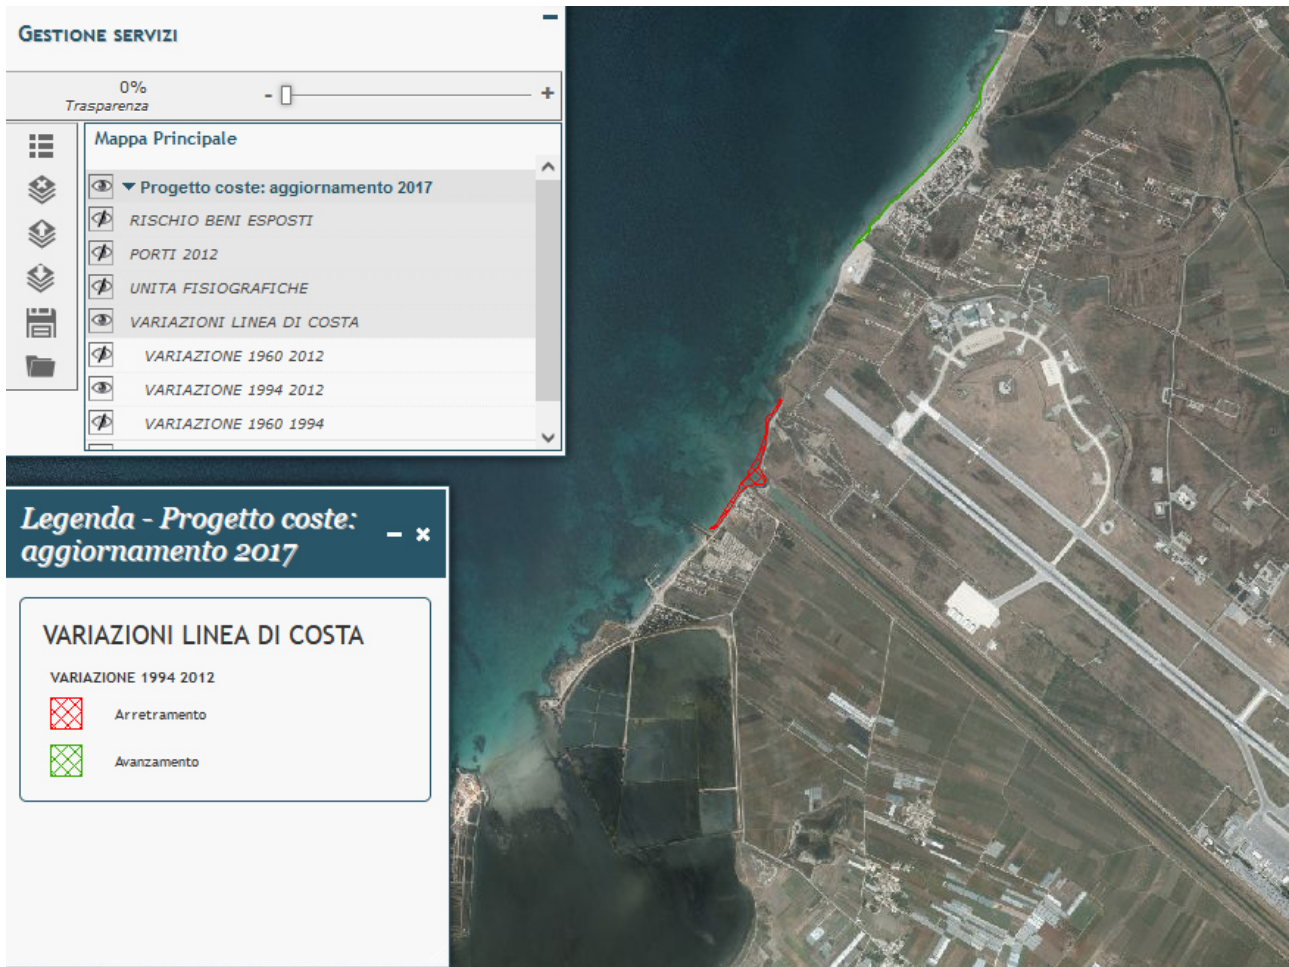 GESTIONE SERVIZI
0%
Trasparenza
- +
Mappa Principale
Progetto coste: aggiornamento 2017
RISCHIO BENI ESPOSTI
PORTI 2012
UNITA FISIOGRAFICHE
VARIAZIONI LINEA DI COSTA
VARIAZIONE 1960 2012
VARIAZIONE 1994 2012
VARIAZIONE 1960 1994
Legenda - Progetto coste:
aggiornamento 2017
VARIAZIONI LINEA DI COSTA
VARIAZIONE 1994 2012
Arretramento
Avanzamento